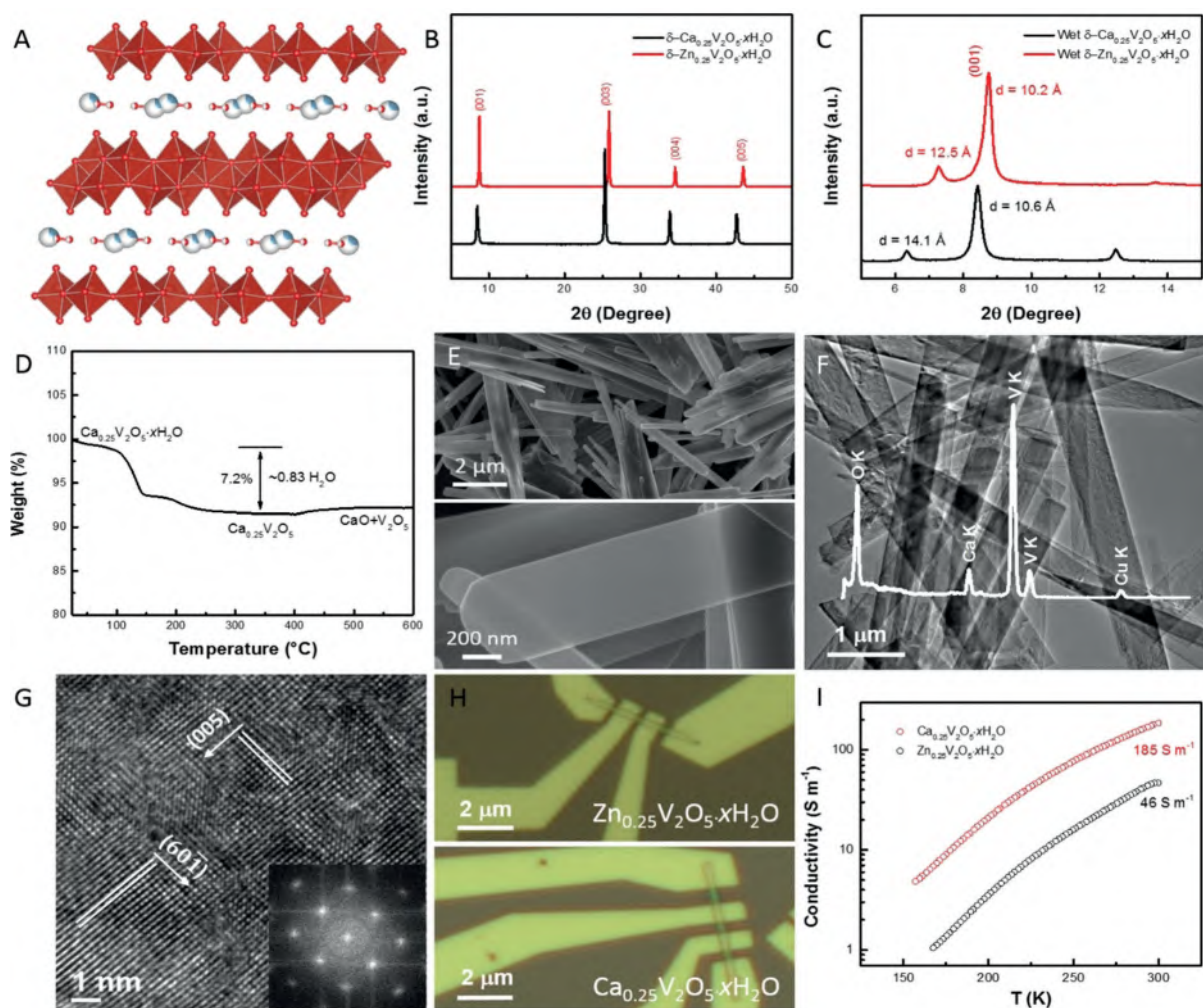 A
B
δ–Ca0.25V2O5·xH2O
δ–Zn0.25V2O5·xH2O
(001)
(003)
(004)
(005)
Intensity (a.u.)
5 10 20 30 40 50
2θ (Degree)
C
Wet δ–Ca0.25V2O5·xH2O
Wet δ–Zn0.25V2O5·xH2O
(001)
d = 10.2 Å
d = 12.5 Å
d = 10.6 Å
d = 14.1 Å
Intensity (a.u.)
6 8 10 12 14
2θ (Degree)
D
110
105
100
95
90
85
80
Weight (%)
Ca0.25V2O5·xH2O
7.2%
~0.83 H2O
Ca0.25V2O5
CaO+V2O5
100 200 300 400 500 600
Temperature (°C)
E
2 μm
200 nm
F
O K
Ca K
V K
V K
Cu K
1 μm
G
(005)
(601)
1 nm
H
2 μm
Zn0.25V2O5·xH2O
2 μm
Ca0.25V2O5·xH2O
I
Ca0.25V2O5·xH2O
Zn0.25V2O5·xH2O
185 S m-1
46 S m-1
100
10
1
Conductivity (S m-1)
150 200 250 300
T (K)